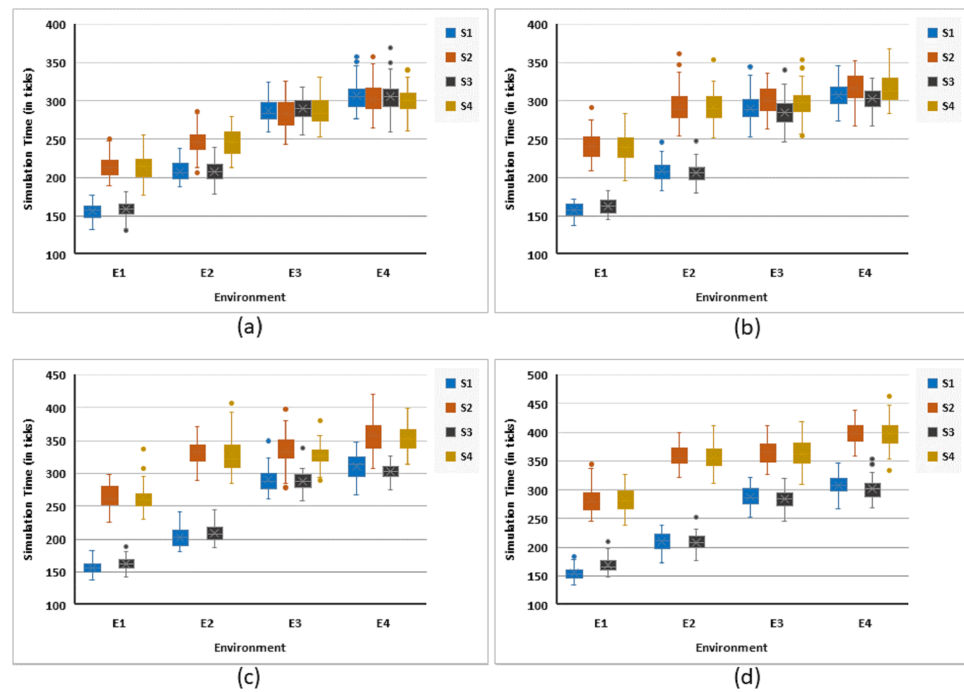 400
350
300
250
200
150
100
Simulation Time (in ticks)
E1 E2 E3 E4
Environment
S1
S2
S3
S4
(a)
400
350
300
250
200
150
100
Simulation Time (in ticks)
E1 E2 E3 E4
Environment
S1
S2
S3
S4
(b)
450
400
350
300
250
200
150
100
Simulation Time (in ticks)
E1 E2 E3 E4
Environment
S1
S2
S3
S4
(c)
500
450
400
350
300
250
200
150
100
Simulation Time (in ticks)
E1 E2 E3 E4
Environment
S1
S2
S3
S4
(d)